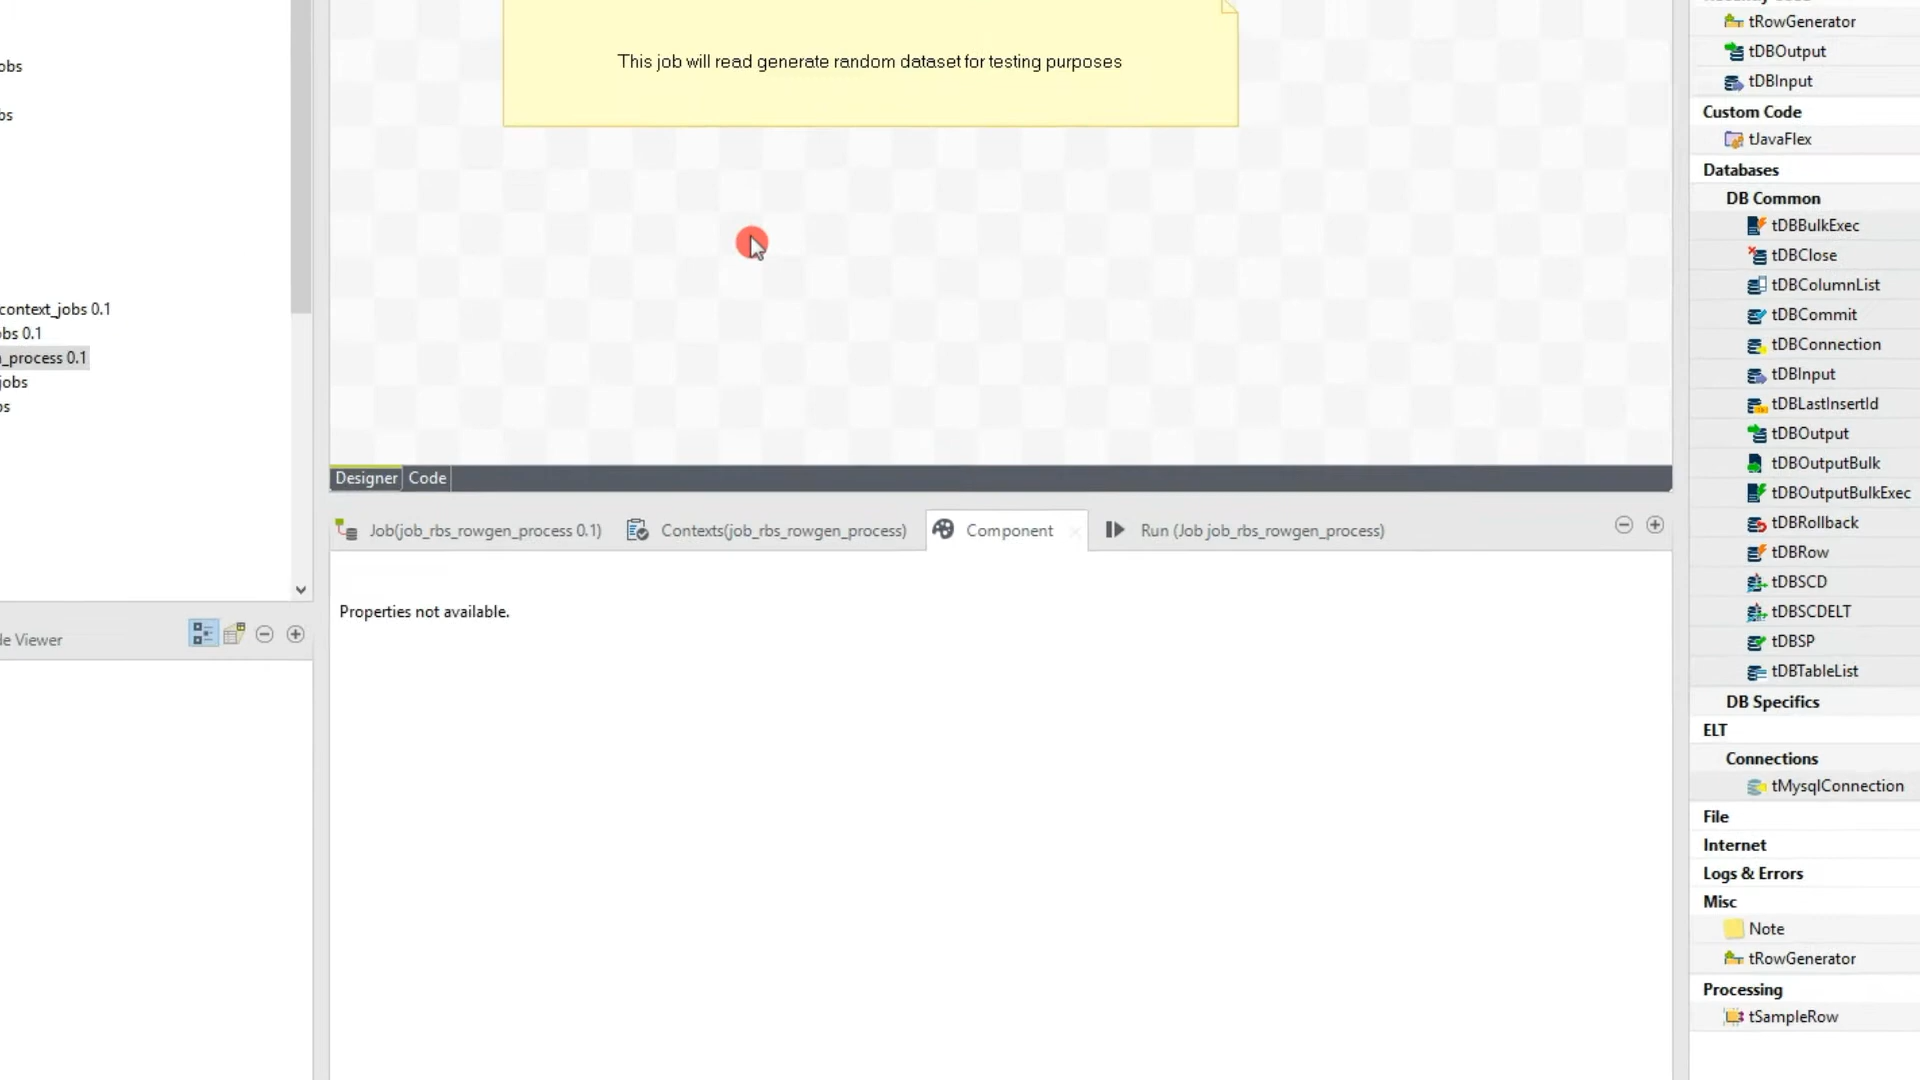 obs
bs
context_jobs 0.1
obs 0.1
_process 0.1
jobs
os
de Viewer
This job will read generate random dataset for testing purposes
Designer
Code
Job(job_rbs_rowgen_process 0.1)
Contexts(job_rbs_rowgen_process)
Component
Run (Job job_rbs_rowgen_process)
Properties not available.
tRowGenerator
tDBOutput
tDBInput
Custom Code
tJavaFlex
Databases
DB Common
tDBBulkExec
tDBClose
tDBColumnList
tDBCommit
tDBConnection
tDBInput
tDBLastInsertId
tDBOutput
tDBOutputBulk
tDBOutputBulkExec
tDBRollback
tDBRow
tDBSCD
tDBSCDELT
tDBSP
tDBTableList
DB Specifics
ELT
Connections
tMysqlConnection
File
Internet
Logs & Errors
Misc
Note
tRowGenerator
Processing
tSampleRow